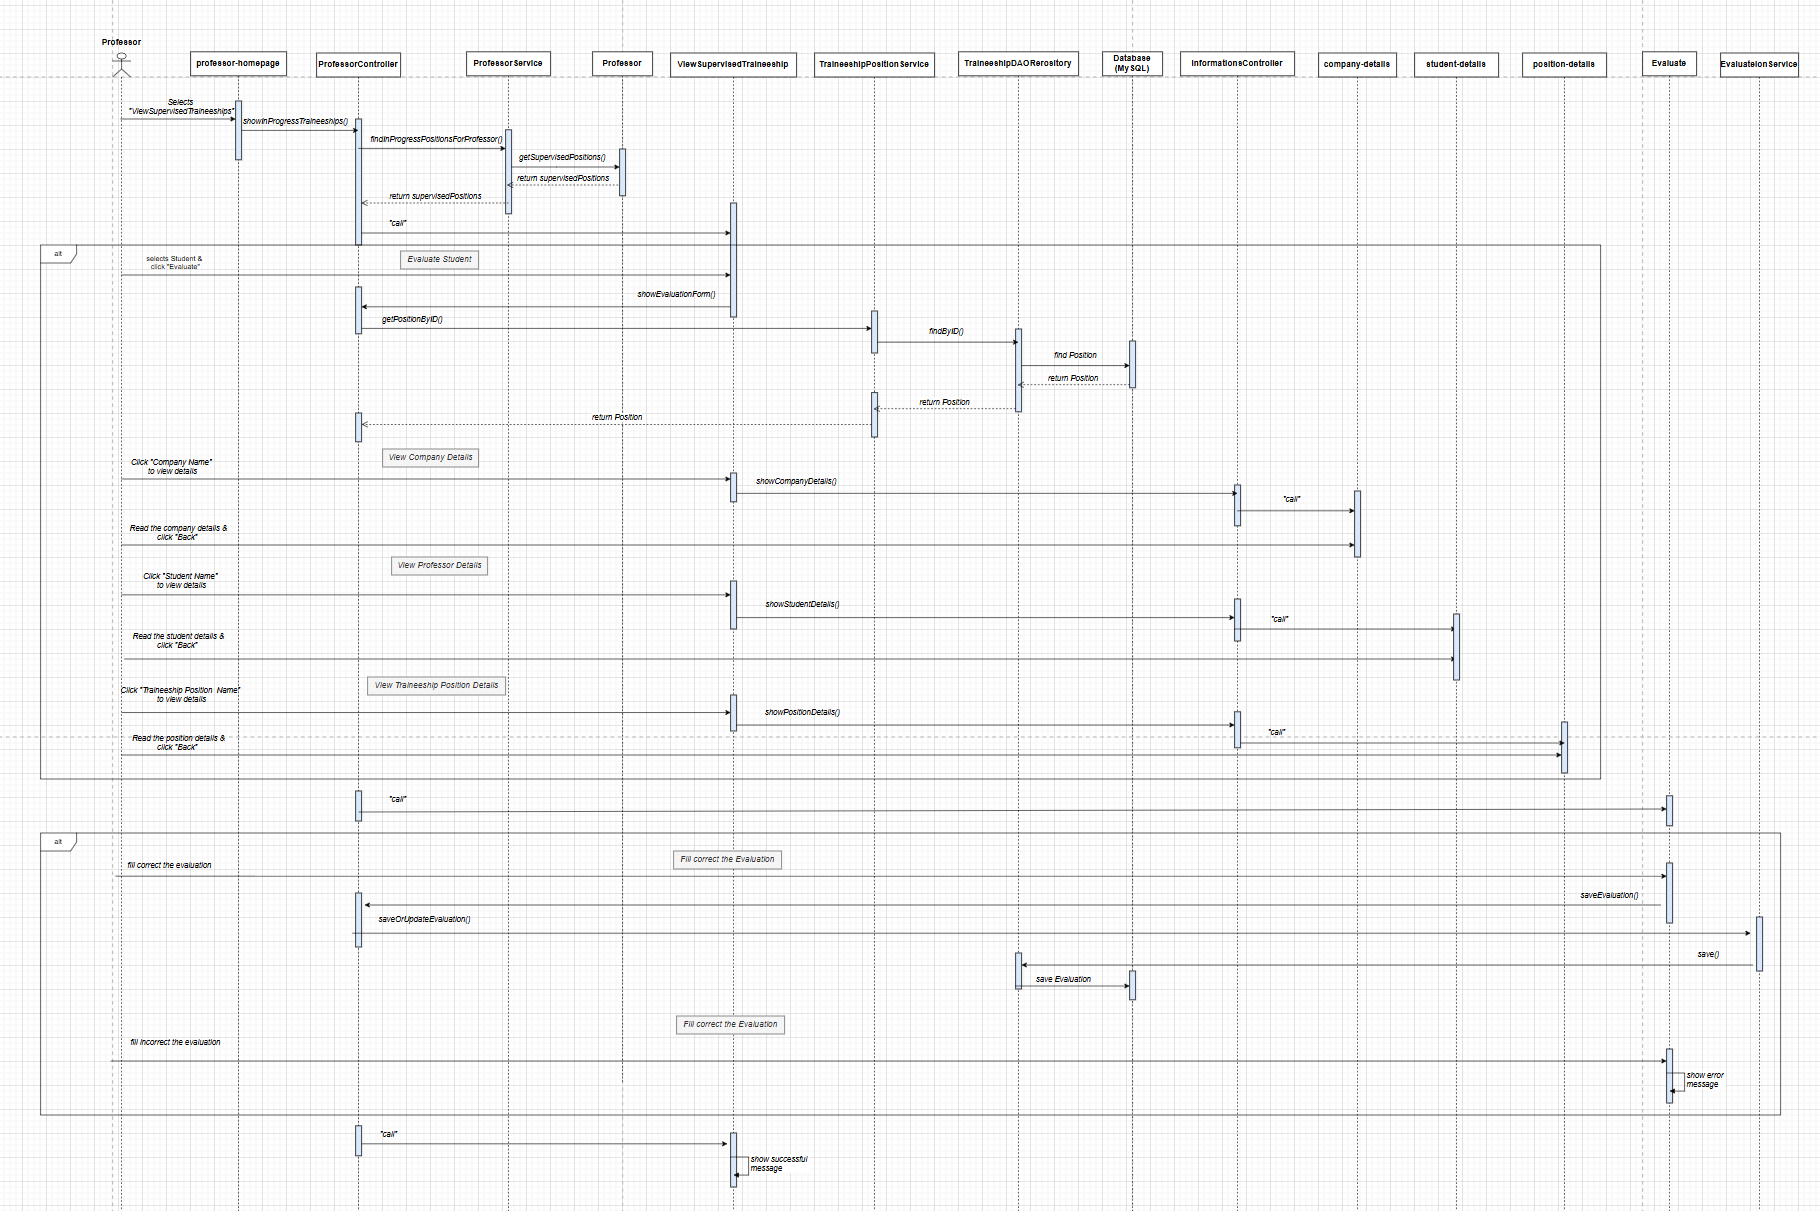 Professor
professor-homepage
ProfessorController
ProfessorService
Professor
ViewSupervisedTraineeship
TraineeshipPositionService
TraineeshipDAORerository
Database
(MySQL)
InformationsController
company-details
student-details
position-details
Evaluate
EvaluateionService
Selects
"ViewSupervisedTraineeships"
showInProgressTraineeships()
findInProgressPositionsForProfessor()
getSupervisedPositions()
return supervisedPositions
return supervisedPositions
"call"
alt
Evaluate Student
selects Student &
click "Evaluate"
showEvaluationForm()
getPositionByID()
findByID()
find Position
return Position
return Position
return Position
View Company Details
Click "Company Name"
to view details
showCompanyDetails()
"call"
Read the company details &
click "Back"
View Professor Details
Click "Student Name"
to view details
showStudentDetails()
"call"
Read the student details &
click "Back"
View Traineeship Position Details
Click "Traineeship Position Name"
to view details
showPositionDetails()
"call"
Read the position details &
click "Back"
"call"
alt
Fill correct the Evaluation
fill correct the evaluation
saveEvaluation()
saveOrUpdateEvaluation()
save()
save Evaluation
Fill correct the Evaluation
fill incorrect the evaluation
show error
message
"call"
show successful
message